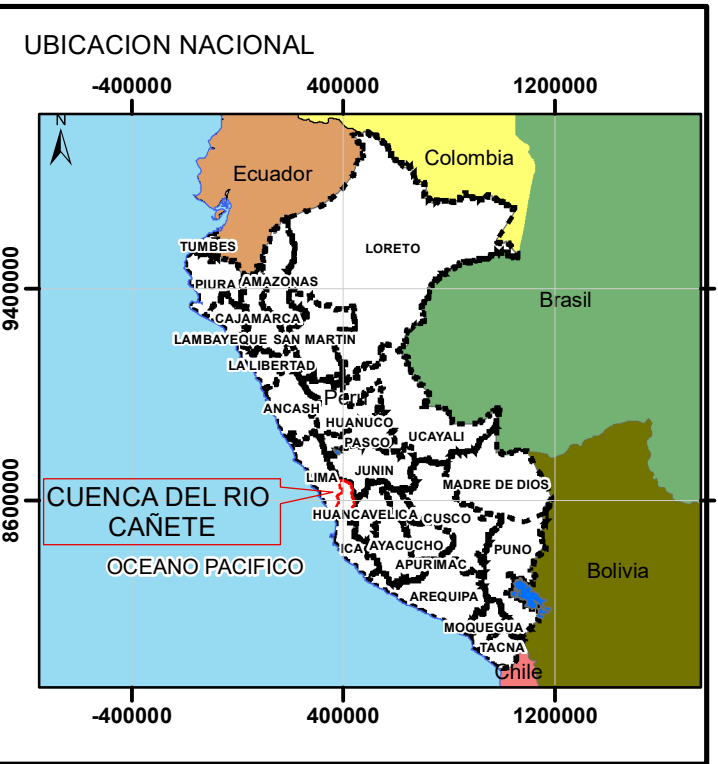 UBICACION NACIONAL
-400000 400000 1200000
N
Colombia
Ecuador
TUMBES
LORETO
9400000
PIURA AMAZONAS
Brasil
CAJAMARCA
LAMBAYEQUE SAN MARTIN
LA LIBERTAD
Perú
ANCASH
HUANUCO
UCAYALI
PASCO
JUNIN
LIMA
MADRE DE DIOS
8600000
CUENCA DEL RIO
CAÑETE
HUANCAVELICA
CUSCO
ICA
AYACUCHO
PUNO
OCEANO PACIFICO
APURIMAC
Bolivia
AREQUIPA
MOQUEGUA
TACNA
Chile
-400000 400000 1200000